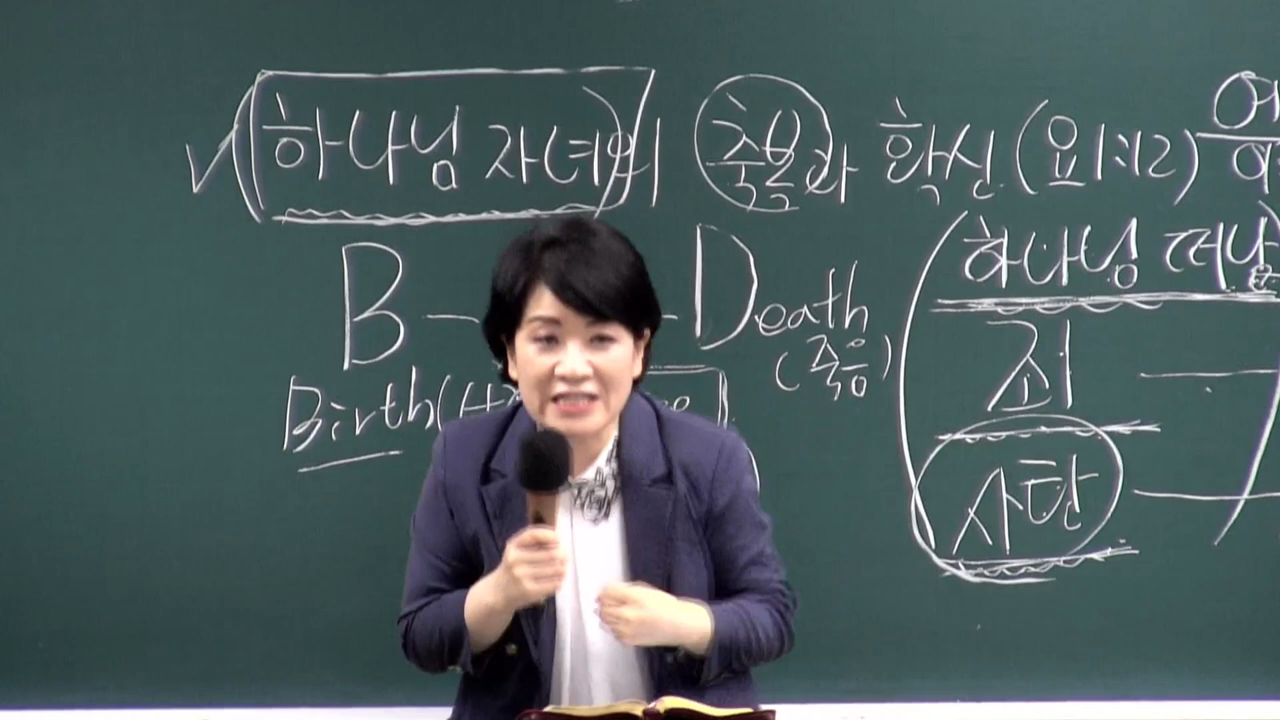 하나님 자녀의 축복과 확신 (요1:12)
B — Death
(죽음)
Birth(
하나님 떠남
죄
사탄